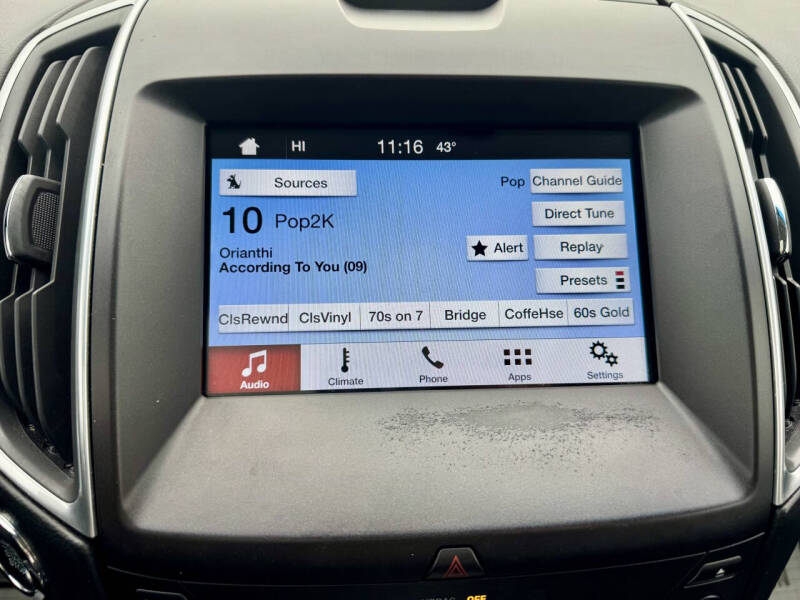 HI 11:16 43°
Sources
Pop Channel Guide
10 Pop2K
Direct Tune
Orianthi
According To You (09)
Alert
Replay
Presets
ClsRewnd ClsVinyl 70s on 7 Bridge CoffeHse 60s Gold
Audio Climate Phone Apps Settings
OFF